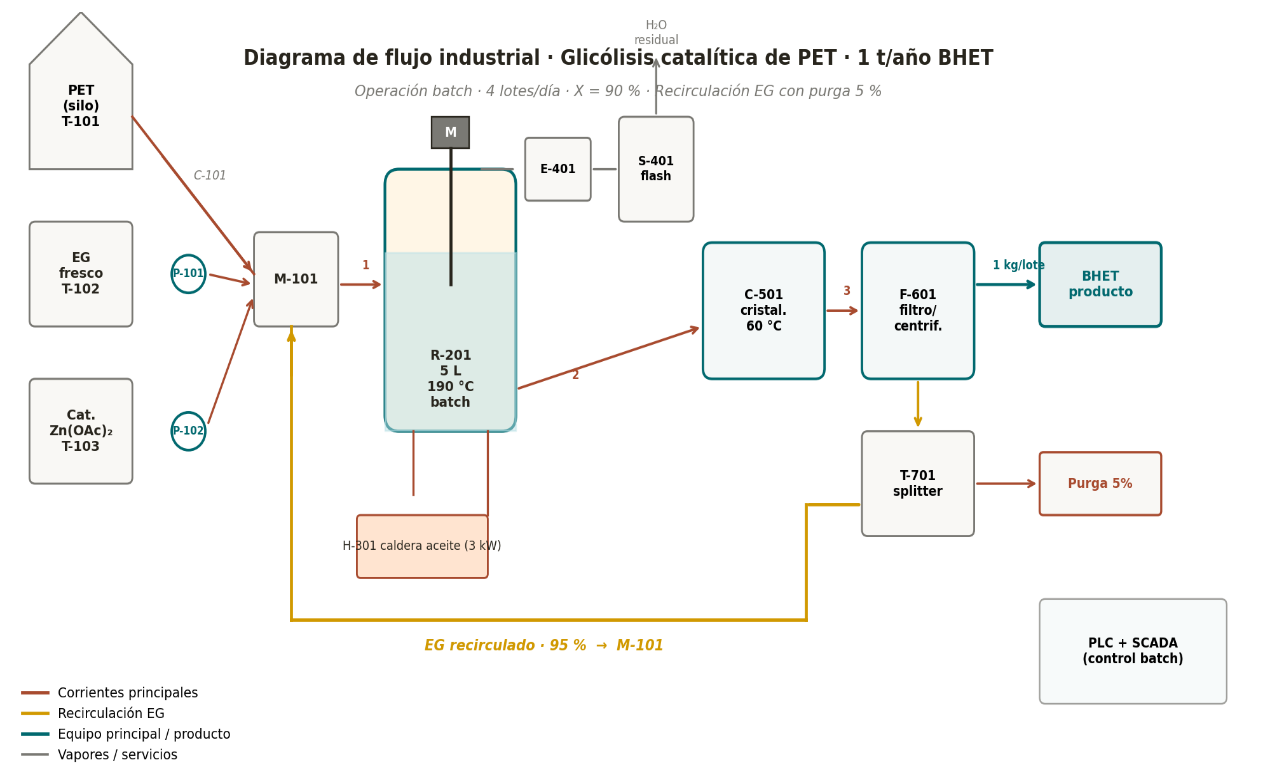 H₂O
residual
Diagrama de flujo industrial · Glicólisis catalítica de PET · 1 t/año BHET
Operación batch · 4 lotes/día · X = 90 % · Recirculación EG con purga 5 %
PET
(silo)
T-101
M
E-401
S-401
flash
C-101
EG
fresco
T-102
P-101
M-101
1
R-201
5 L
190 °C
batch
2
C-501
cristal.
60 °C
3
F-601
filtro/
centrif.
1 kg/lote
BHET
producto
Cat.
Zn(OAc)₂
T-103
P-102
T-701
splitter
Purga 5%
H-301 caldera aceite (3 kW)
EG recirculado · 95 % → M-101
PLC + SCADA
(control batch)
Corrientes principales
Recirculación EG
Equipo principal / producto
Vapores / servicios